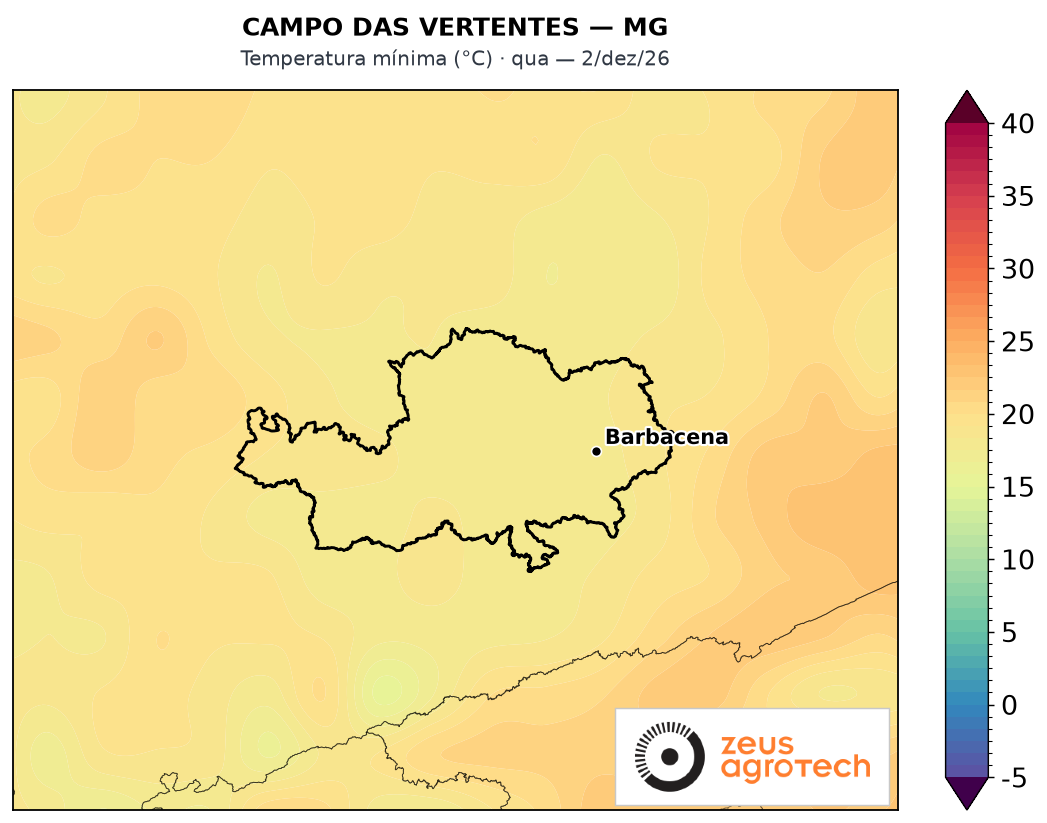 CAMPO DAS VERTENTES — MG
Temperatura mínima (°C) · qua — 2/dez/26
40
35
30
25
20
15
10
5
0
-5
Barbacena
zeus
agrotech